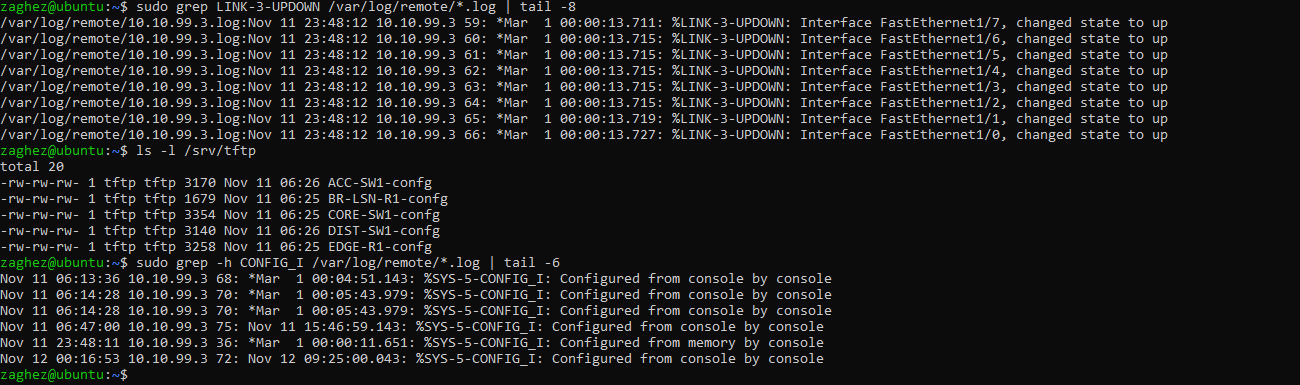 zaghez@ubuntu:~$ sudo grep LINK-3-UPDOWN /var/log/remote/*.log | tail -8
/var/log/remote/10.10.99.3.log:Nov 11 23:48:12 10.10.99.3 59: *Mar  1 00:00:13.711: %LINK-3-UPDOWN: Interface FastEthernet1/7, changed state to up
/var/log/remote/10.10.99.3.log:Nov 11 23:48:12 10.10.99.3 60: *Mar  1 00:00:13.715: %LINK-3-UPDOWN: Interface FastEthernet1/6, changed state to up
/var/log/remote/10.10.99.3.log:Nov 11 23:48:12 10.10.99.3 61: *Mar  1 00:00:13.715: %LINK-3-UPDOWN: Interface FastEthernet1/5, changed state to up
/var/log/remote/10.10.99.3.log:Nov 11 23:48:12 10.10.99.3 62: *Mar  1 00:00:13.715: %LINK-3-UPDOWN: Interface FastEthernet1/4, changed state to up
/var/log/remote/10.10.99.3.log:Nov 11 23:48:12 10.10.99.3 63: *Mar  1 00:00:13.715: %LINK-3-UPDOWN: Interface FastEthernet1/3, changed state to up
/var/log/remote/10.10.99.3.log:Nov 11 23:48:12 10.10.99.3 64: *Mar  1 00:00:13.715: %LINK-3-UPDOWN: Interface FastEthernet1/2, changed state to up
/var/log/remote/10.10.99.3.log:Nov 11 23:48:12 10.10.99.3 65: *Mar  1 00:00:13.719: %LINK-3-UPDOWN: Interface FastEthernet1/1, changed state to up
/var/log/remote/10.10.99.3.log:Nov 11 23:48:12 10.10.99.3 66: *Mar  1 00:00:13.727: %LINK-3-UPDOWN: Interface FastEthernet1/0, changed state to up
zaghez@ubuntu:~$ ls -l /srv/tftp
total 20
-rw-rw-rw- 1 tftp tftp 3170 Nov 11 06:26 ACC-SW1-confg
-rw-rw-rw- 1 tftp tftp 1679 Nov 11 06:25 BR-LSN-R1-confg
-rw-rw-rw- 1 tftp tftp 3354 Nov 11 06:25 CORE-SW1-confg
-rw-rw-rw- 1 tftp tftp 3140 Nov 11 06:26 DIST-SW1-confg
-rw-rw-rw- 1 tftp tftp 3258 Nov 11 06:25 EDGE-R1-confg
zaghez@ubuntu:~$ sudo grep -h CONFIG_I /var/log/remote/*.log | tail -6
Nov 11 06:13:36 10.10.99.3 68: *Mar  1 00:04:51.143: %SYS-5-CONFIG_I: Configured from console by console
Nov 11 06:14:28 10.10.99.3 70: *Mar  1 00:05:43.979: %SYS-5-CONFIG_I: Configured from console by console
Nov 11 06:14:28 10.10.99.3 70: *Mar  1 00:05:43.979: %SYS-5-CONFIG_I: Configured from console by console
Nov 11 06:47:00 10.10.99.3 75: Nov 11 15:46:59.143: %SYS-5-CONFIG_I: Configured from console by console
Nov 11 23:48:11 10.10.99.3 36: *Mar  1 00:00:11.651: %SYS-5-CONFIG_I: Configured from memory by console
Nov 12 00:16:53 10.10.99.3 72: Nov 12 09:25:00.043: %SYS-5-CONFIG_I: Configured from console by console
zaghez@ubuntu:~$